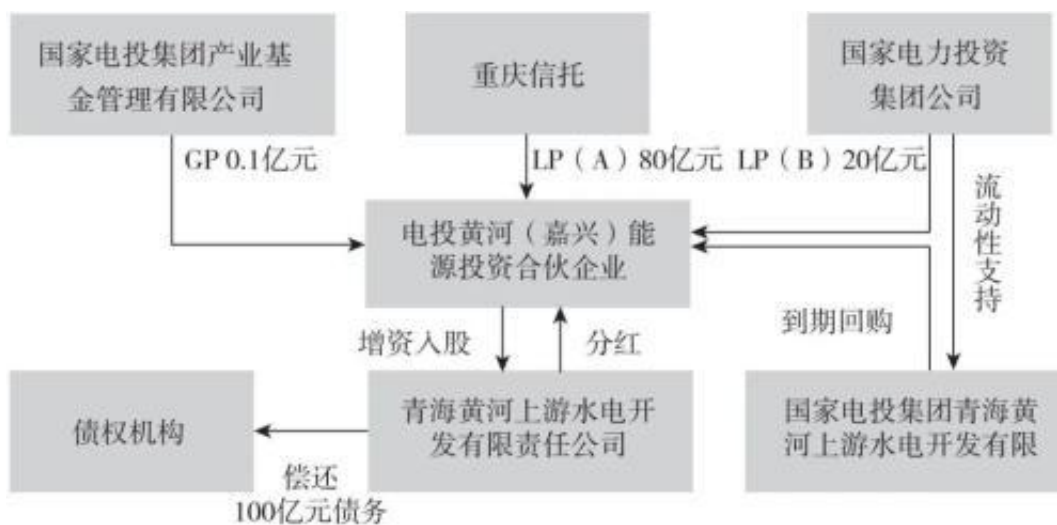 国家电投集团产业基
金管理有限公司
重庆信托
国家电力投资
集团公司
GP 0.1亿元
LP（A）80亿元
LP（B）20亿元
流动性支持
电投黄河（嘉兴）能
源投资合伙企业
增资入股
分红
到期回购
债权机构
青海黄河上游水电开
发有限责任公司
国家电投集团青海黄
河上游水电开发有限
偿还
100亿元债务